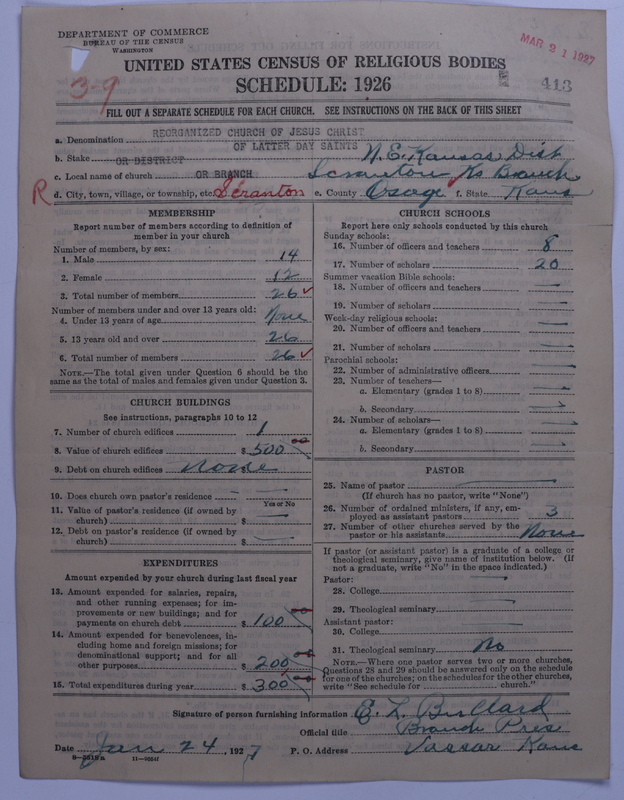 DEPARTMENT OF COMMERCE
BUREAU OF THE CENSUS
WASHINGTON
MAR 21 1927
UNITED STATES CENSUS OF RELIGIOUS BODIES
3-9
SCHEDULE: 1926
413
FILL OUT A SEPARATE SCHEDULE FOR EACH CHURCH. SEE INSTRUCTIONS ON THE BACK OF THIS SHEET
a. Denomination REORGANIZED CHURCH OF JESUS CHRIST
OF LATTER DAY SAINTS
b. Stake OR DISTRICT N. E. Kansas Dist
c. Local name of church OR BRANCH Scranton Ks Branch
R d. City, town, village, or township, etc. Scranton e. County Osage f. State Kans
MEMBERSHIP
Report number of members according to definition of
member in your church
Number of members, by sex:
1. Male 14
2. Female 12
3. Total number of members 26 ✓
Number of members under and over 13 years old:
4. Under 13 years of age None
5. 13 years old and over 26
6. Total number of members 26 ✓
NOTE.—The total given under Question 6 should be the
same as the total of males and females given under Question 3.
CHURCH BUILDINGS
See instructions, paragraphs 10 to 12
7. Number of church edifices 1
8. Value of church edifices $ 500 00
9. Debt on church edifices $ None
10. Does church own pastor's residence —
Yes or No
11. Value of pastor's residence (if owned by
church) $ —
12. Debt on pastor's residence (if owned by
church) $ —
EXPENDITURES
Amount expended by your church during last fiscal year
13. Amount expended for salaries, repairs,
and other running expenses; for im-
provements or new buildings; and for
payments on church debt $ 100 00
14. Amount expended for benevolences, in-
cluding home and foreign missions; for
denominational support; and for all
other purposes $ 200 00
15. Total expenditures during year $ 300 00
CHURCH SCHOOLS
Report here only schools conducted by this church
Sunday schools:
16. Number of officers and teachers 8
17. Number of scholars 20
Summer vacation Bible schools:
18. Number of officers and teachers —
19. Number of scholars —
Week-day religious schools:
20. Number of officers and teachers —
21. Number of scholars —
Parochial schools:
22. Number of administrative officers —
23. Number of teachers—
a. Elementary (grades 1 to 8) —
b. Secondary —
24. Number of scholars—
a. Elementary (grades 1 to 8) —
b. Secondary —
PASTOR
25. Name of pastor —
(If church has no pastor, write "None")
26. Number of ordained ministers, if any, em-
ployed as assistant pastors 3
27. Number of other churches served by the
pastor or his assistants None
If pastor (or assistant pastor) is a graduate of a college or
theological seminary, give name of institution below. (If
not a graduate, write "No" in the space indicated.)
Pastor: —
28. College
29. Theological seminary —
Assistant pastor: —
30. College
31. Theological seminary No
NOTE.—Where one pastor serves two or more churches,
Questions 28 and 29 should be answered only on the schedule
for one of the churches; on the schedules for the other churches,
write "See schedule for church."
Signature of person furnishing information E. L. Bullard
Official title Branch Pres
Date Jan 24, 1927 P. O. Address Vassar Kans
8-2619a 11-9054f